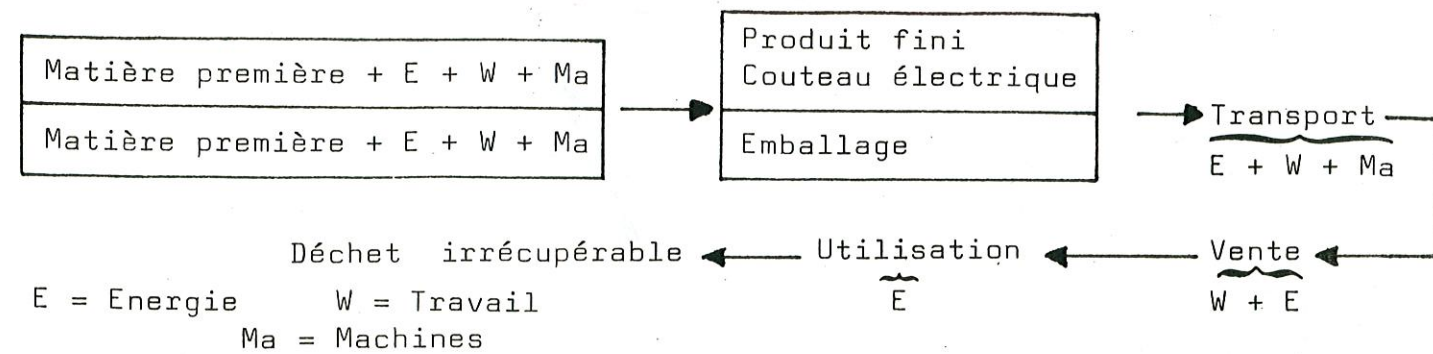 Matière première + E + W + Ma
Matière première + E + W + Ma
Produit fini
Couteau électrique
Emballage
Transport
E + W + Ma
Déchet irrécupérable
Utilisation
E
Vente
W + E
E = Energie W = Travail
Ma = Machines